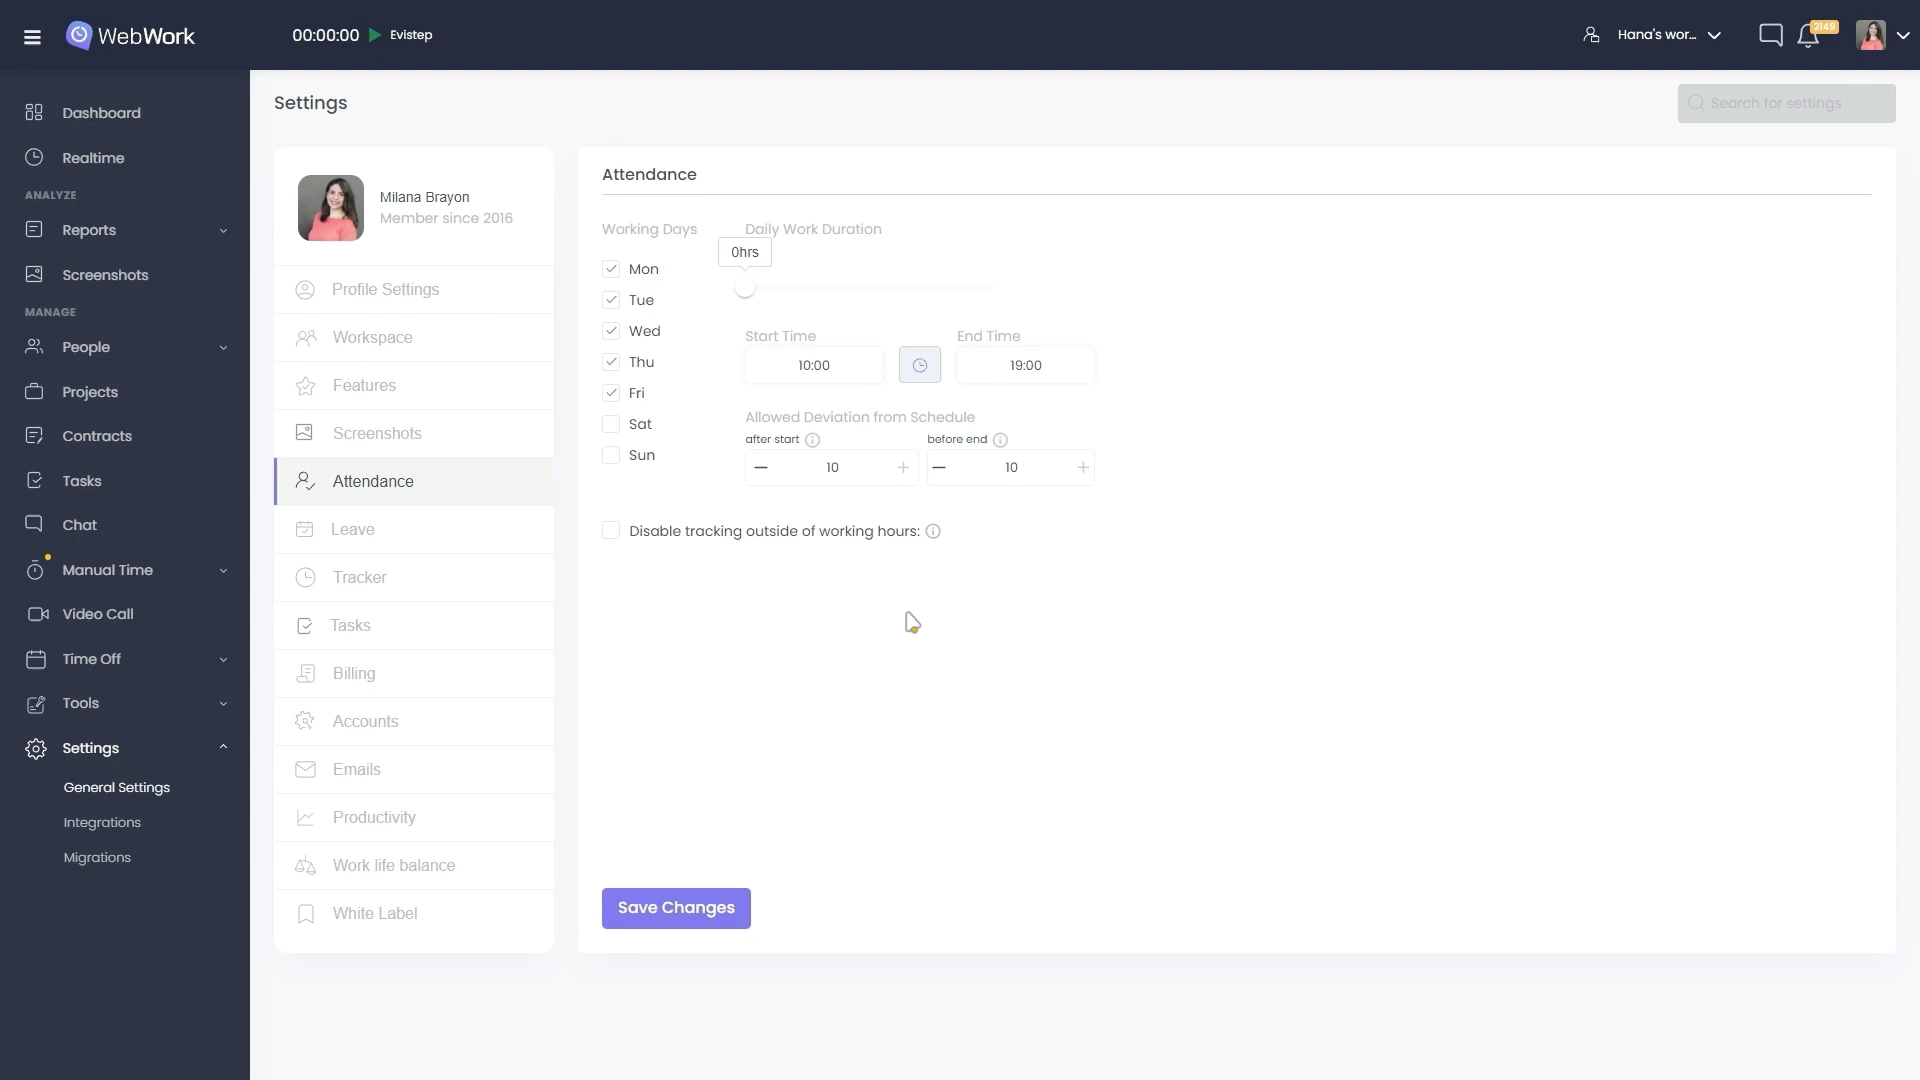 WebWork
00:00:00 Evistep
Hana's wor...
2149
Dashboard
Realtime
ANALYZE
Reports
Screenshots
MANAGE
People
Projects
Contracts
Tasks
Chat
Manual Time
Video Call
Time Off
Tools
Settings
General Settings
Integrations
Migrations
Settings
Search for settings
Milana Brayon
Member since 2016
Profile Settings
Workspace
Features
Screenshots
Attendance
Leave
Tracker
Tasks
Billing
Accounts
Emails
Productivity
Work life balance
White Label
Attendance
Working Days
Mon
Tue
Wed
Thu
Fri
Sat
Sun
Daily Work Duration
0hrs
Start Time End Time
10:00 19:00
Allowed Deviation from Schedule
after start before end
10 10
Disable tracking outside of working hours:
Save Changes